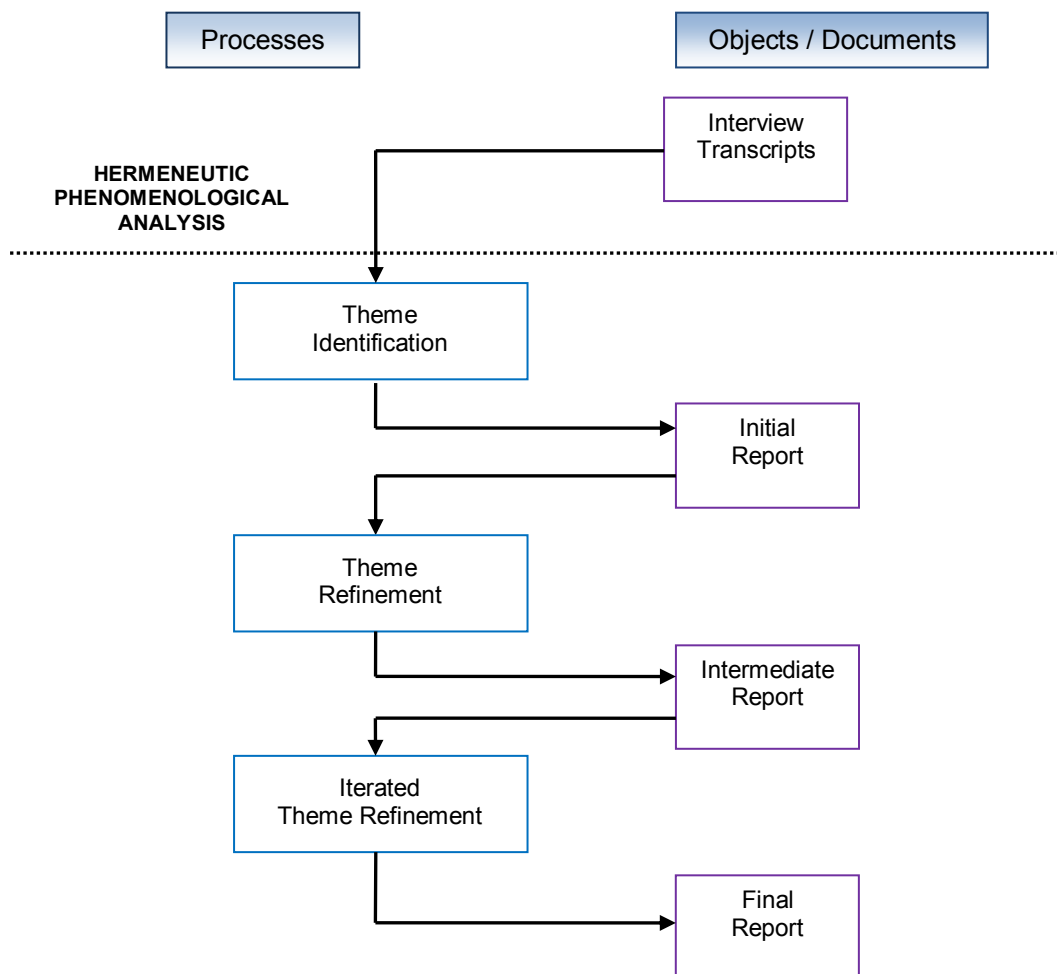 Processes
Objects / Documents
Interview
Transcripts
HERMENEUTIC
PHENOMENOLOGICAL
ANALYSIS
Theme
Identification
Initial
Report
Theme
Refinement
Intermediate
Report
Iterated
Theme Refinement
Final
Report